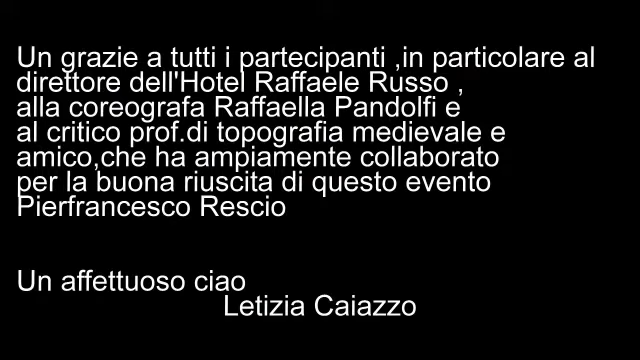 Un grazie a tutti i partecipanti ,in particolare al
direttore dell'Hotel Raffaele Russo ,
alla coreografa Raffaella Pandolfi e
al critico prof.di topografia medievale e
amico,che ha ampiamente collaborato
per la buona riuscita di questo evento
Pierfrancesco Rescio
Un affettuoso ciao
Letizia Caiazzo